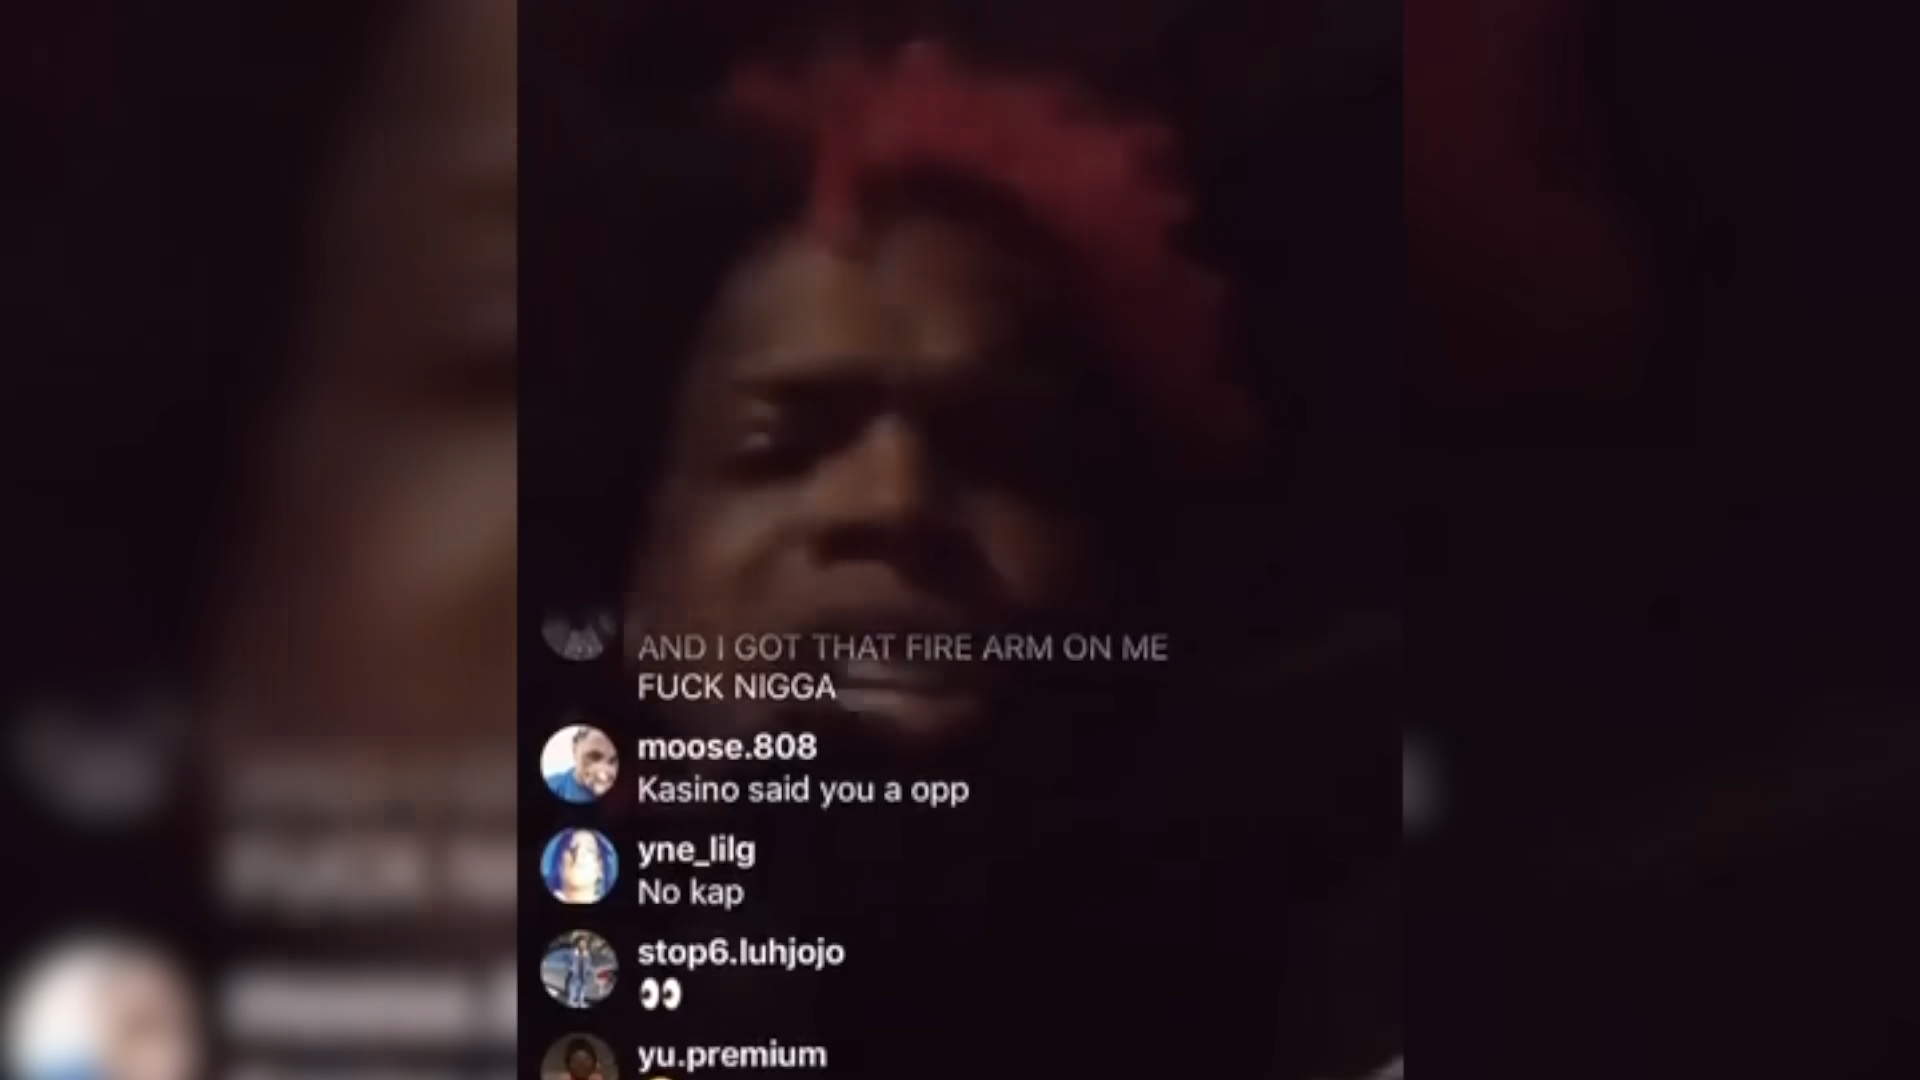 AND I GOT THAT FIRE ARM ON ME
FUCK NIGGA
moose.808
Kasino said you a opp
yne_lilg
No kap
stop6.luhjojo
👀
yu.premium